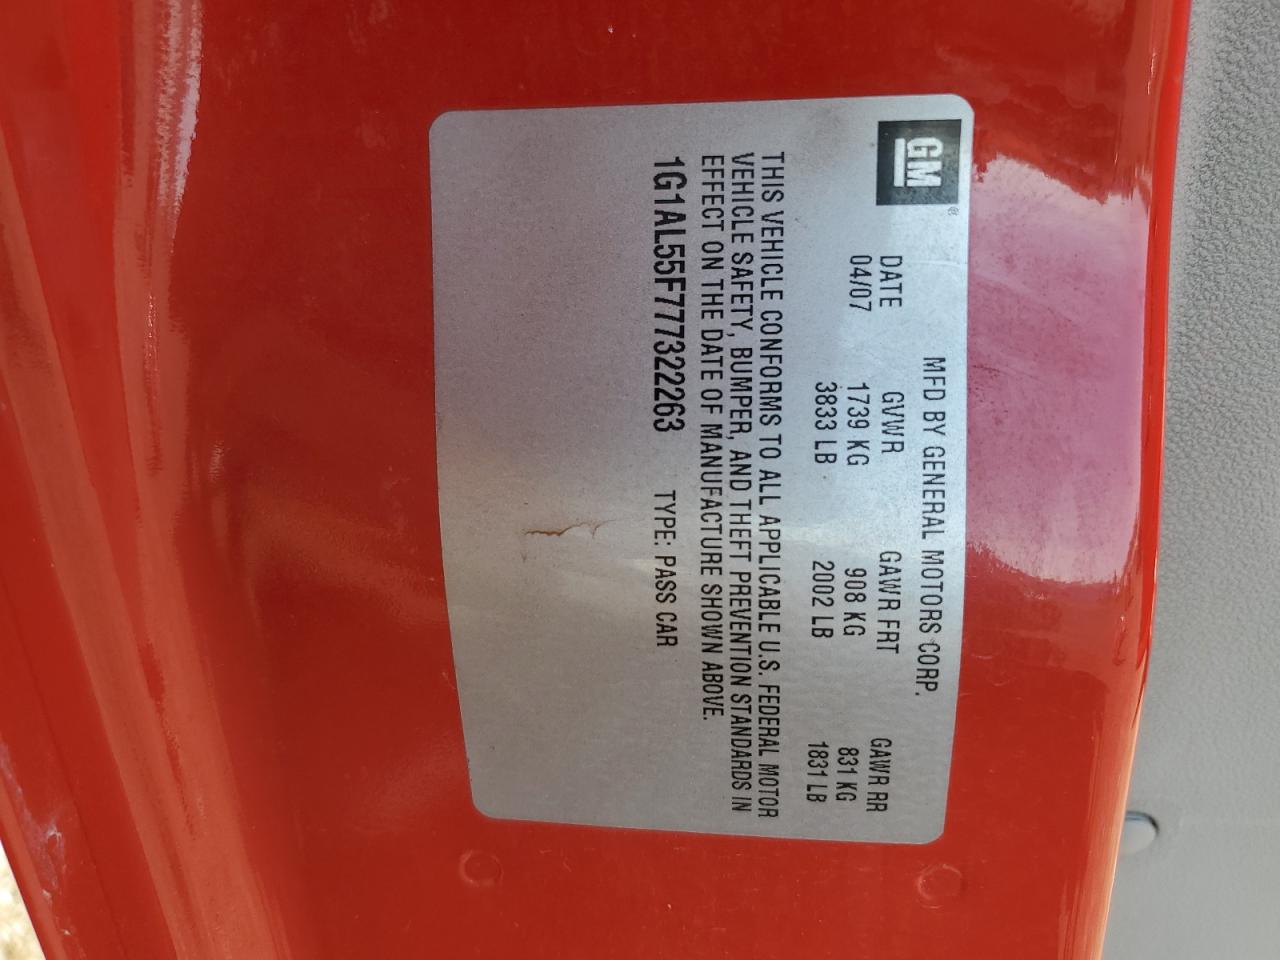 GM ®
MFD BY GENERAL MOTORS CORP.
DATE GVWR GAWR FRT GAWR RR
04/07 1739 KG 908 KG 831 KG
3833 LB 2002 LB 1831 LB
THIS VEHICLE CONFORMS TO ALL APPLICABLE U.S. FEDERAL MOTOR
VEHICLE SAFETY, BUMPER, AND THEFT PREVENTION STANDARDS IN
EFFECT ON THE DATE OF MANUFACTURE SHOWN ABOVE.
1G1AL55F777322263 TYPE: PASS CAR